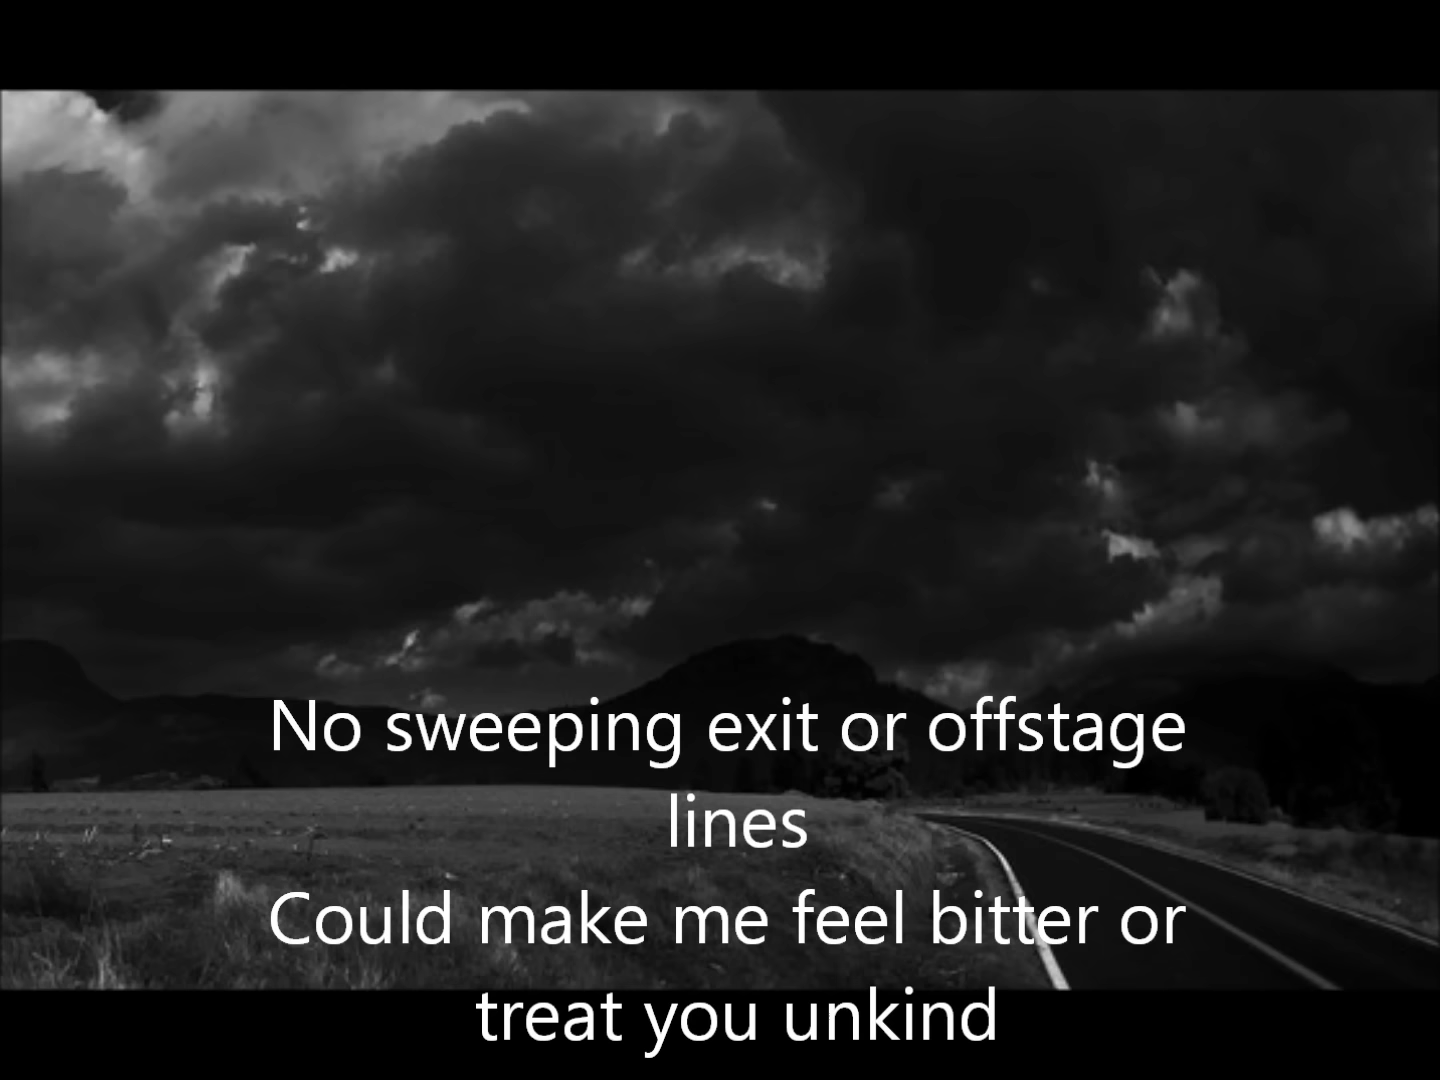 No sweeping exit or offstage
lines
Could make me feel bitter or
treat you unkind